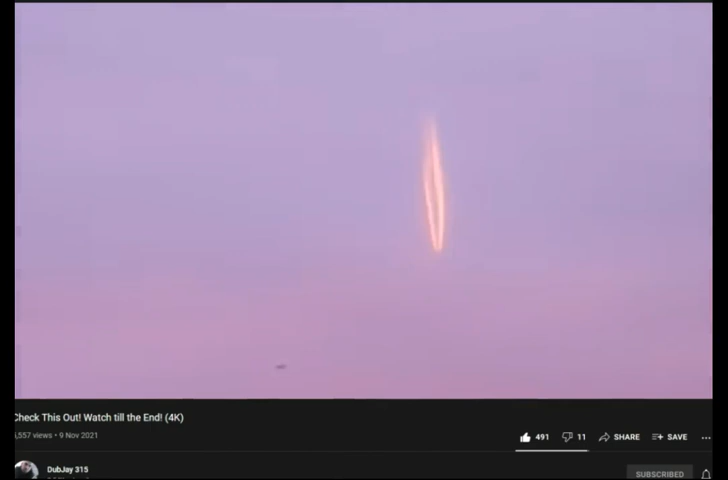 Check This Out! Watch till the End! (4K)
,557 views • 9 Nov 2021
491 11 SHARE SAVE
DubJay 315
SUBSCRIBED